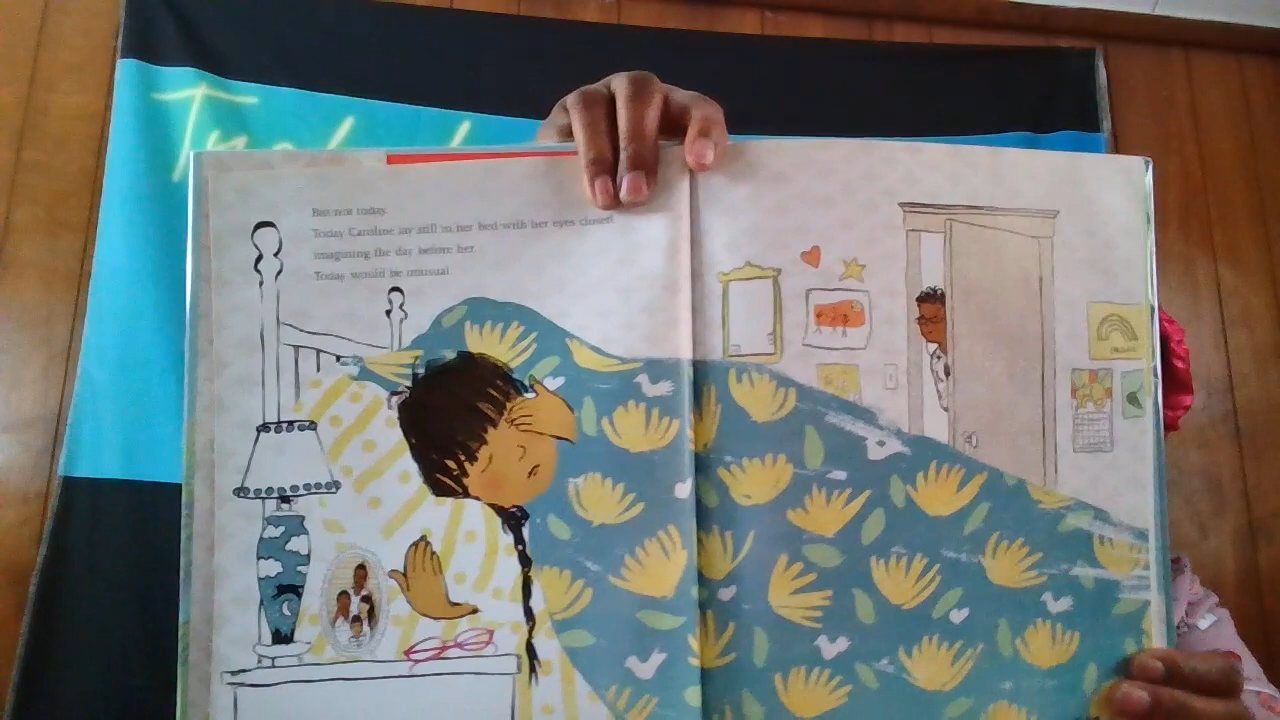 But not today.
Today Caroline lay still in her bed with her eyes closed
imagining the day before her.
Today would be unusual.